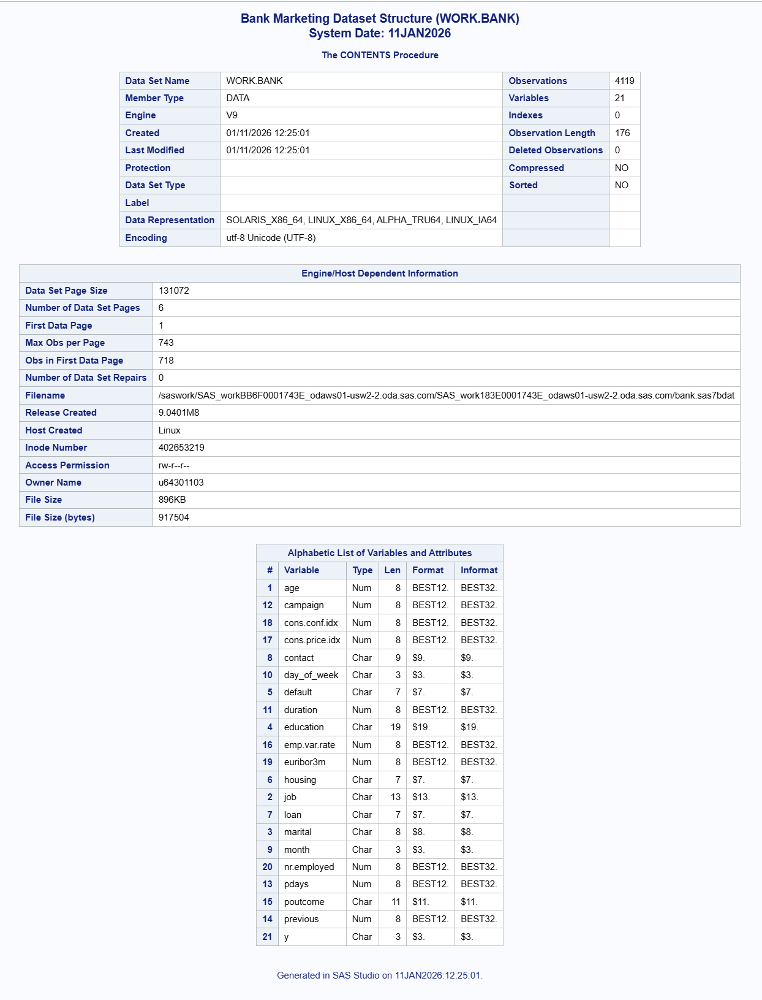 Bank Marketing Dataset Structure (WORK.BANK)
System Date: 11JAN2026
The CONTENTS Procedure
Data Set Name WORK.BANK Observations 4119
Member Type DATA Variables 21
Engine V9 Indexes 0
Created 01/11/2026 12:25:01 Observation Length 176
Last Modified 01/11/2026 12:25:01 Deleted Observations 0
Protection Compressed NO
Data Set Type Sorted NO
Label
Data Representation SOLARIS_X86_64, LINUX_X86_64, ALPHA_TRU64, LINUX_IA64
Encoding utf-8 Unicode (UTF-8)
Engine/Host Dependent Information
Data Set Page Size 131072
Number of Data Set Pages 6
First Data Page 1
Max Obs per Page 743
Obs in First Data Page 718
Number of Data Set Repairs 0
Filename /saswork/SAS_workBB6F0001743E_odaws01-usw2-2.oda.sas.com/SAS_work183E0001743E_odaws01-usw2-2.oda.sas.com/bank.sas7bdat
Release Created 9.0401M8
Host Created Linux
Inode Number 402653219
Access Permission rw-r--r--
Owner Name u64301103
File Size 896KB
File Size (bytes) 917504
Alphabetic List of Variables and Attributes
# Variable Type Len Format Informat
1 age Num 8 BEST12. BEST32.
12 campaign Num 8 BEST12. BEST32.
18 cons.conf.idx Num 8 BEST12. BEST32.
17 cons.price.idx Num 8 BEST12. BEST32.
8 contact Char 9 $9. $9.
10 day_of_week Char 3 $3. $3.
5 default Char 7 $7. $7.
11 duration Num 8 BEST12. BEST32.
4 education Char 19 $19. $19.
16 emp.var.rate Num 8 BEST12. BEST32.
19 euribor3m Num 8 BEST12. BEST32.
6 housing Char 7 $7. $7.
2 job Char 13 $13. $13.
7 loan Char 7 $7. $7.
3 marital Char 8 $8. $8.
9 month Char 3 $3. $3.
20 nr.employed Num 8 BEST12. BEST32.
13 pdays Num 8 BEST12. BEST32.
15 poutcome Char 11 $11. $11.
14 previous Num 8 BEST12. BEST32.
21 y Char 3 $3. $3.
Generated in SAS Studio on 11JAN2026:12:25:01.